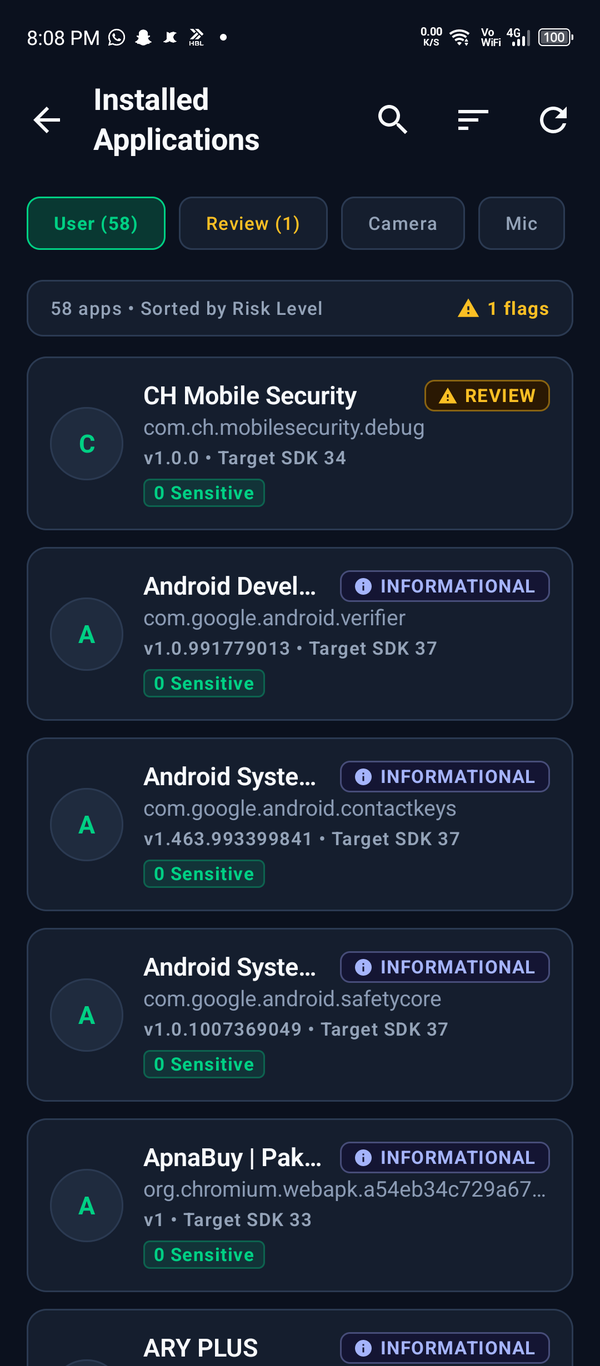 8:08 PM HBL 0.00 K/S Vo WiFi 4G 100
Installed
Applications
User (58) Review (1) Camera Mic
58 apps • Sorted by Risk Level 1 flags
CH Mobile Security REVIEW
C
com.ch.mobilesecurity.debug
v1.0.0 • Target SDK 34
0 Sensitive
Android Devel... INFORMATIONAL
A
com.google.android.verifier
v1.0.991779013 • Target SDK 37
0 Sensitive
Android Syste... INFORMATIONAL
A
com.google.android.contactkeys
v1.463.993399841 • Target SDK 37
0 Sensitive
Android Syste... INFORMATIONAL
A
com.google.android.safetycore
v1.0.1007369049 • Target SDK 37
0 Sensitive
ApnaBuy | Pak... INFORMATIONAL
A
org.chromium.webapk.a54eb34c729a67...
v1 • Target SDK 33
0 Sensitive
ARY PLUS INFORMATIONAL